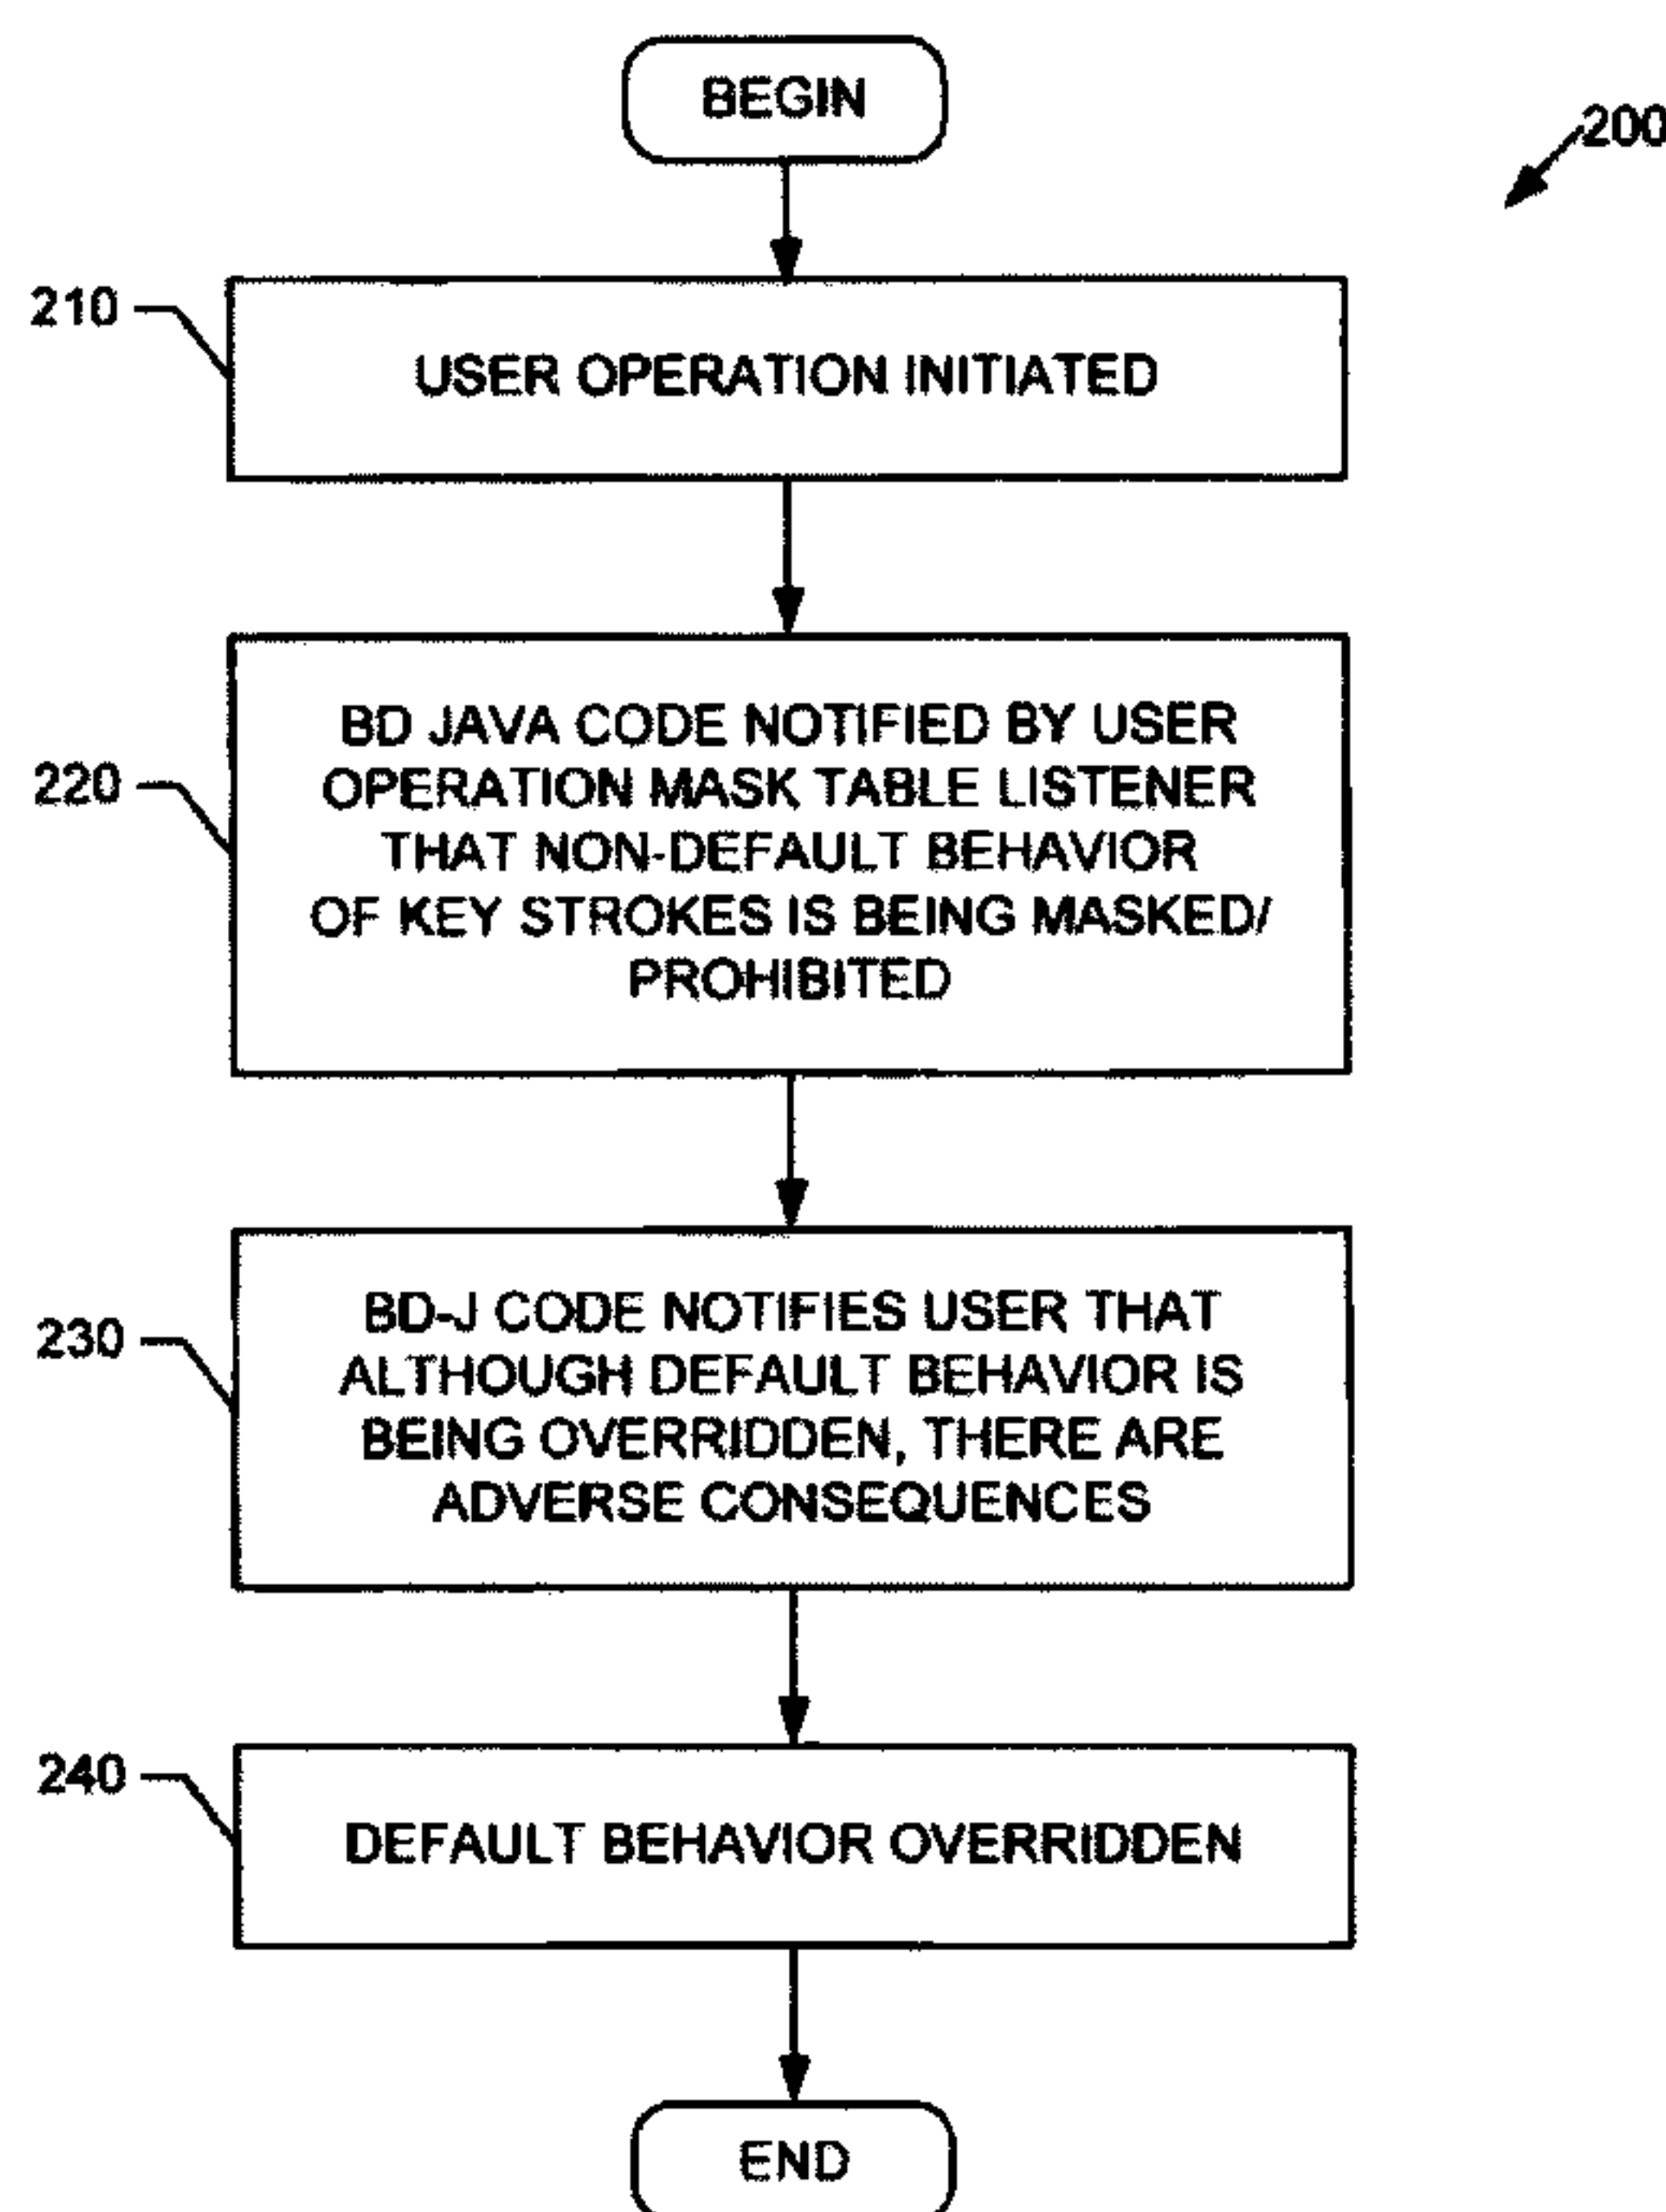 BEGIN
200
210
USER OPERATION INITIATED
220
BD JAVA CODE NOTIFIED BY USER
OPERATION MASK TABLE LISTENER
THAT NON-DEFAULT BEHAVIOR
OF KEY STROKES IS BEING MASKED/
PROHIBITED
230
BD-J CODE NOTIFIES USER THAT
ALTHOUGH DEFAULT BEHAVIOR IS
BEING OVERRIDDEN, THERE ARE
ADVERSE CONSEQUENCES
240
DEFAULT BEHAVIOR OVERRIDDEN
END